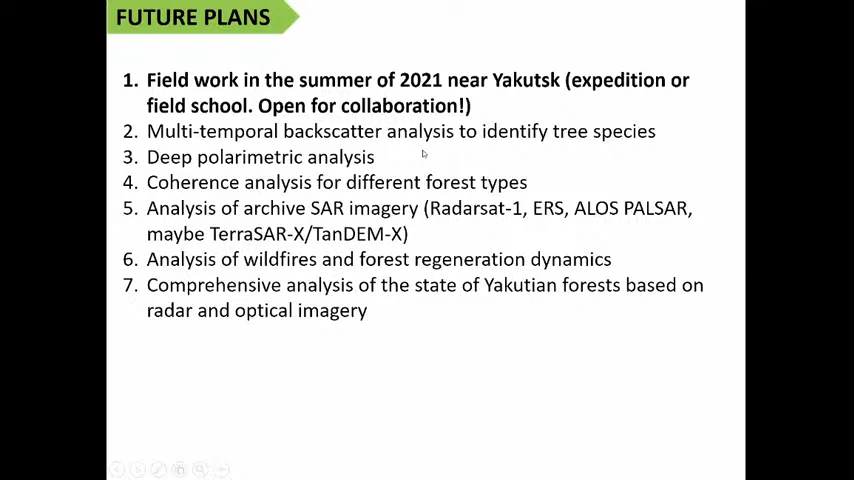 FUTURE PLANS
1. Field work in the summer of 2021 near Yakutsk (expedition or
field school. Open for collaboration!)
2. Multi-temporal backscatter analysis to identify tree species
3. Deep polarimetric analysis
4. Coherence analysis for different forest types
5. Analysis of archive SAR imagery (Radarsat-1, ERS, ALOS PALSAR,
maybe TerraSAR-X/TanDEM-X)
6. Analysis of wildfires and forest regeneration dynamics
7. Comprehensive analysis of the state of Yakutian forests based on
radar and optical imagery